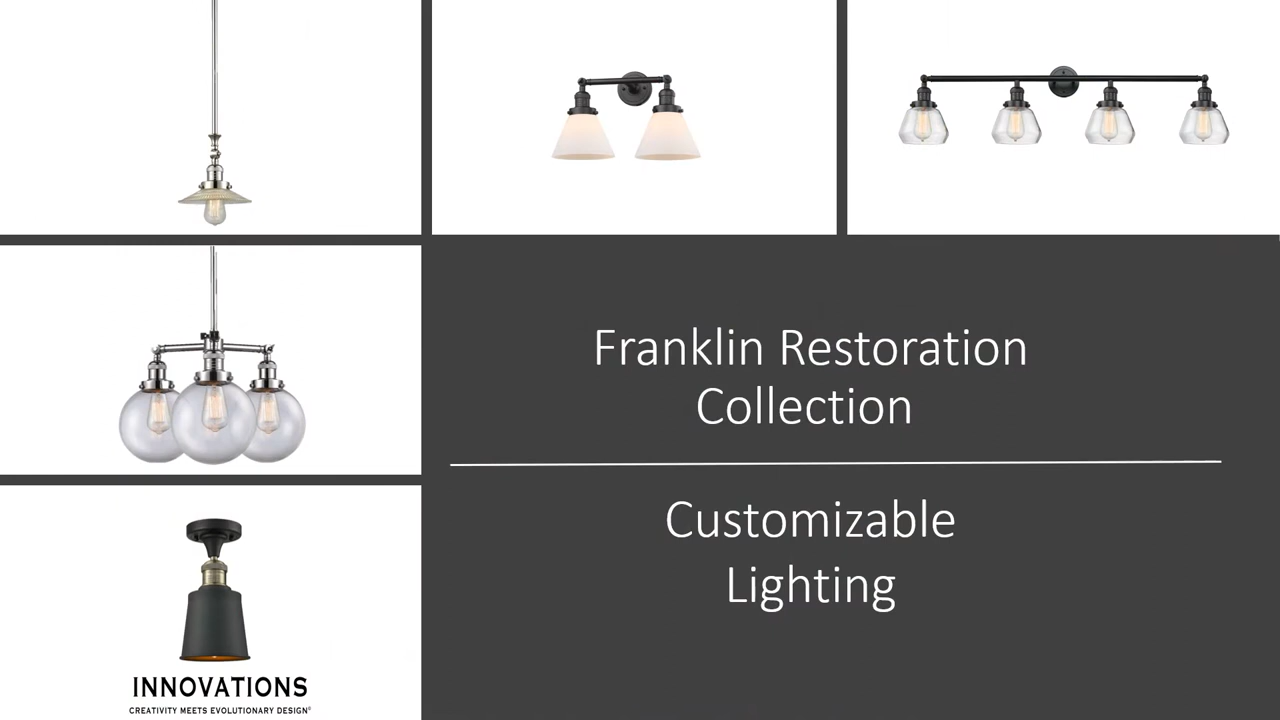 Franklin Restoration
Collection
Customizable
Lighting
INNOVATIONS
CREATIVITY MEETS EVOLUTIONARY DESIGN®